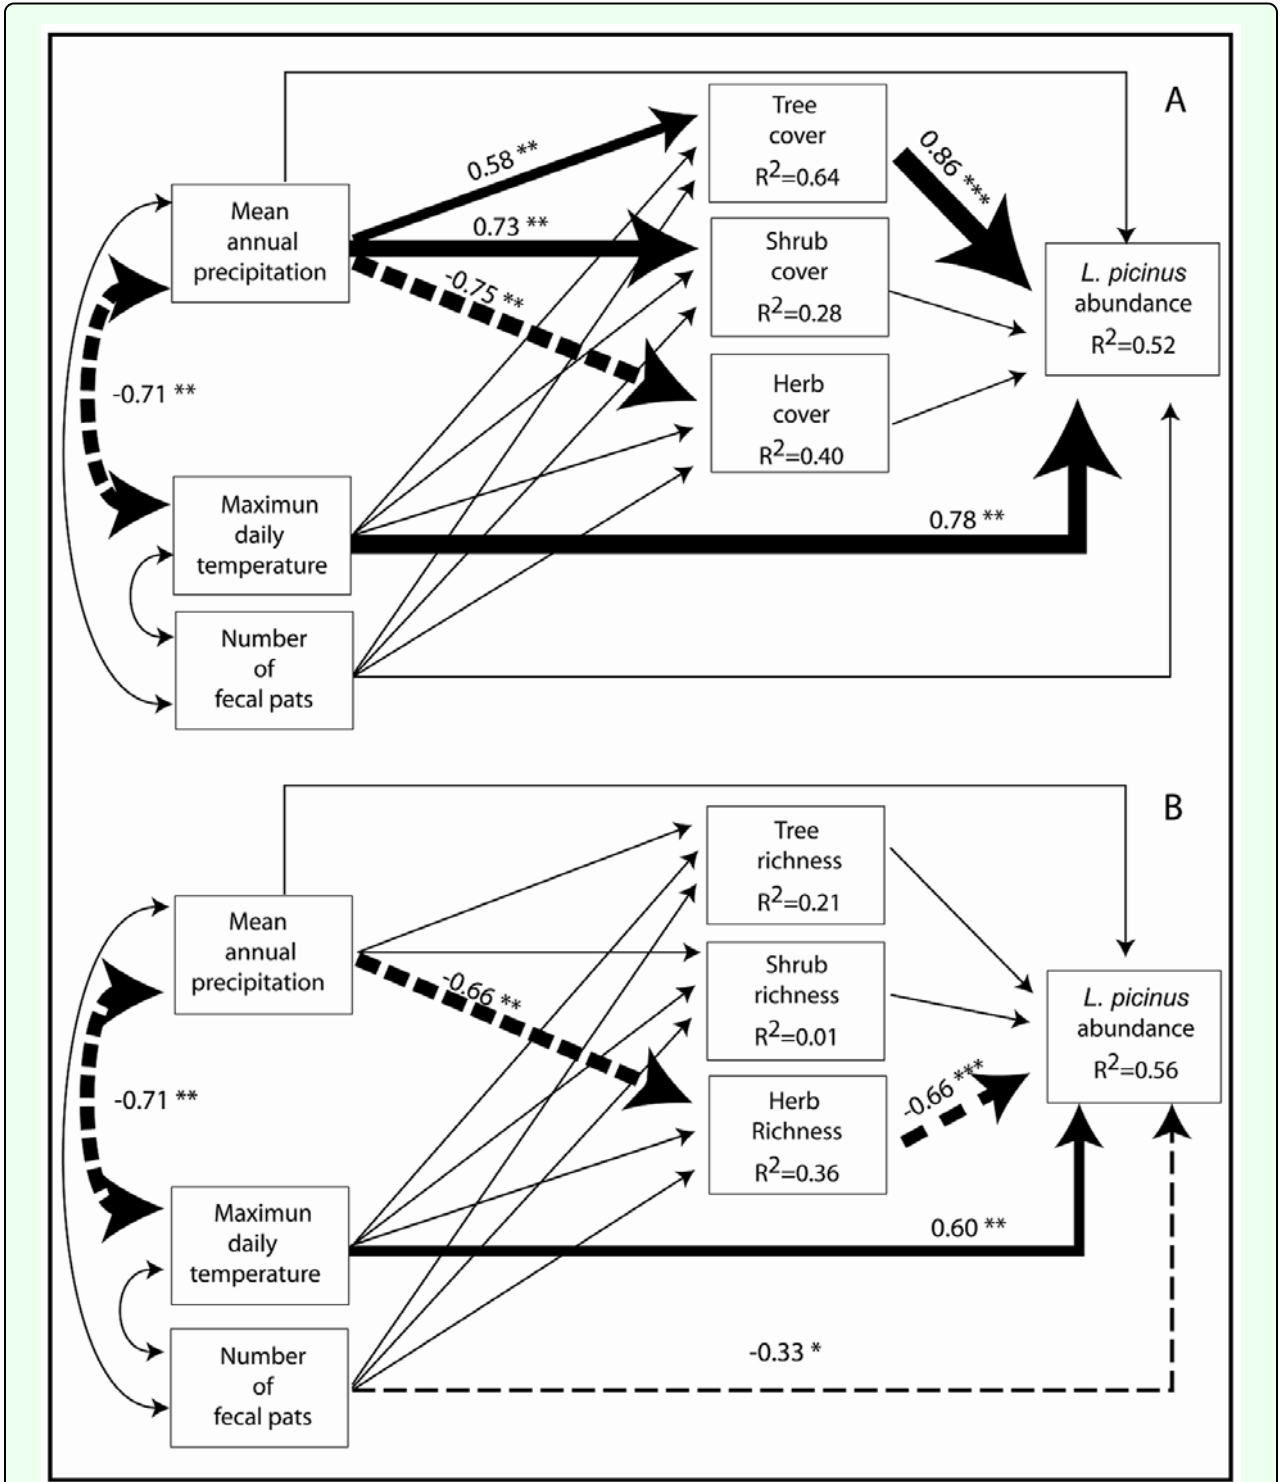 A
Tree
cover
R²=0.64
0.58 **
0.86 ***
Mean
annual
precipitation
0.73 **
Shrub
cover
R²=0.28
L. picinus
abundance
R²=0.52
-0.75 **
-0.71 **
Herb
cover
R²=0.40
Maximun
daily
temperature
0.78 **
Number
of
fecal pats
B
Tree
richness
R²=0.21
Mean
annual
precipitation
Shrub
richness
R²=0.01
-0.66 **
L. picinus
abundance
R²=0.56
-0.71 **
Herb
Richness
R²=0.36
-0.66 ***
Maximun
daily
temperature
0.60 **
Number
of
fecal pats
-0.33 *